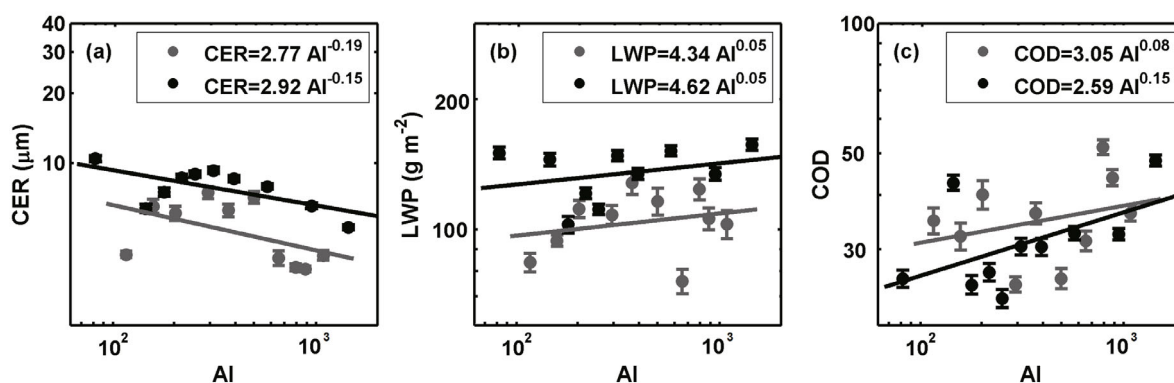 (a)
CER=2.77 AI^-0.19
CER=2.92 AI^-0.15
CER (μm)
40
30
20
10
10^2
10^3
AI
(b)
LWP=4.34 AI^0.05
LWP=4.62 AI^0.05
LWP (g m^-2)
200
100
10^2
10^3
AI
(c)
COD=3.05 AI^0.08
COD=2.59 AI^0.15
COD
100
50
30
10^2
10^3
AI